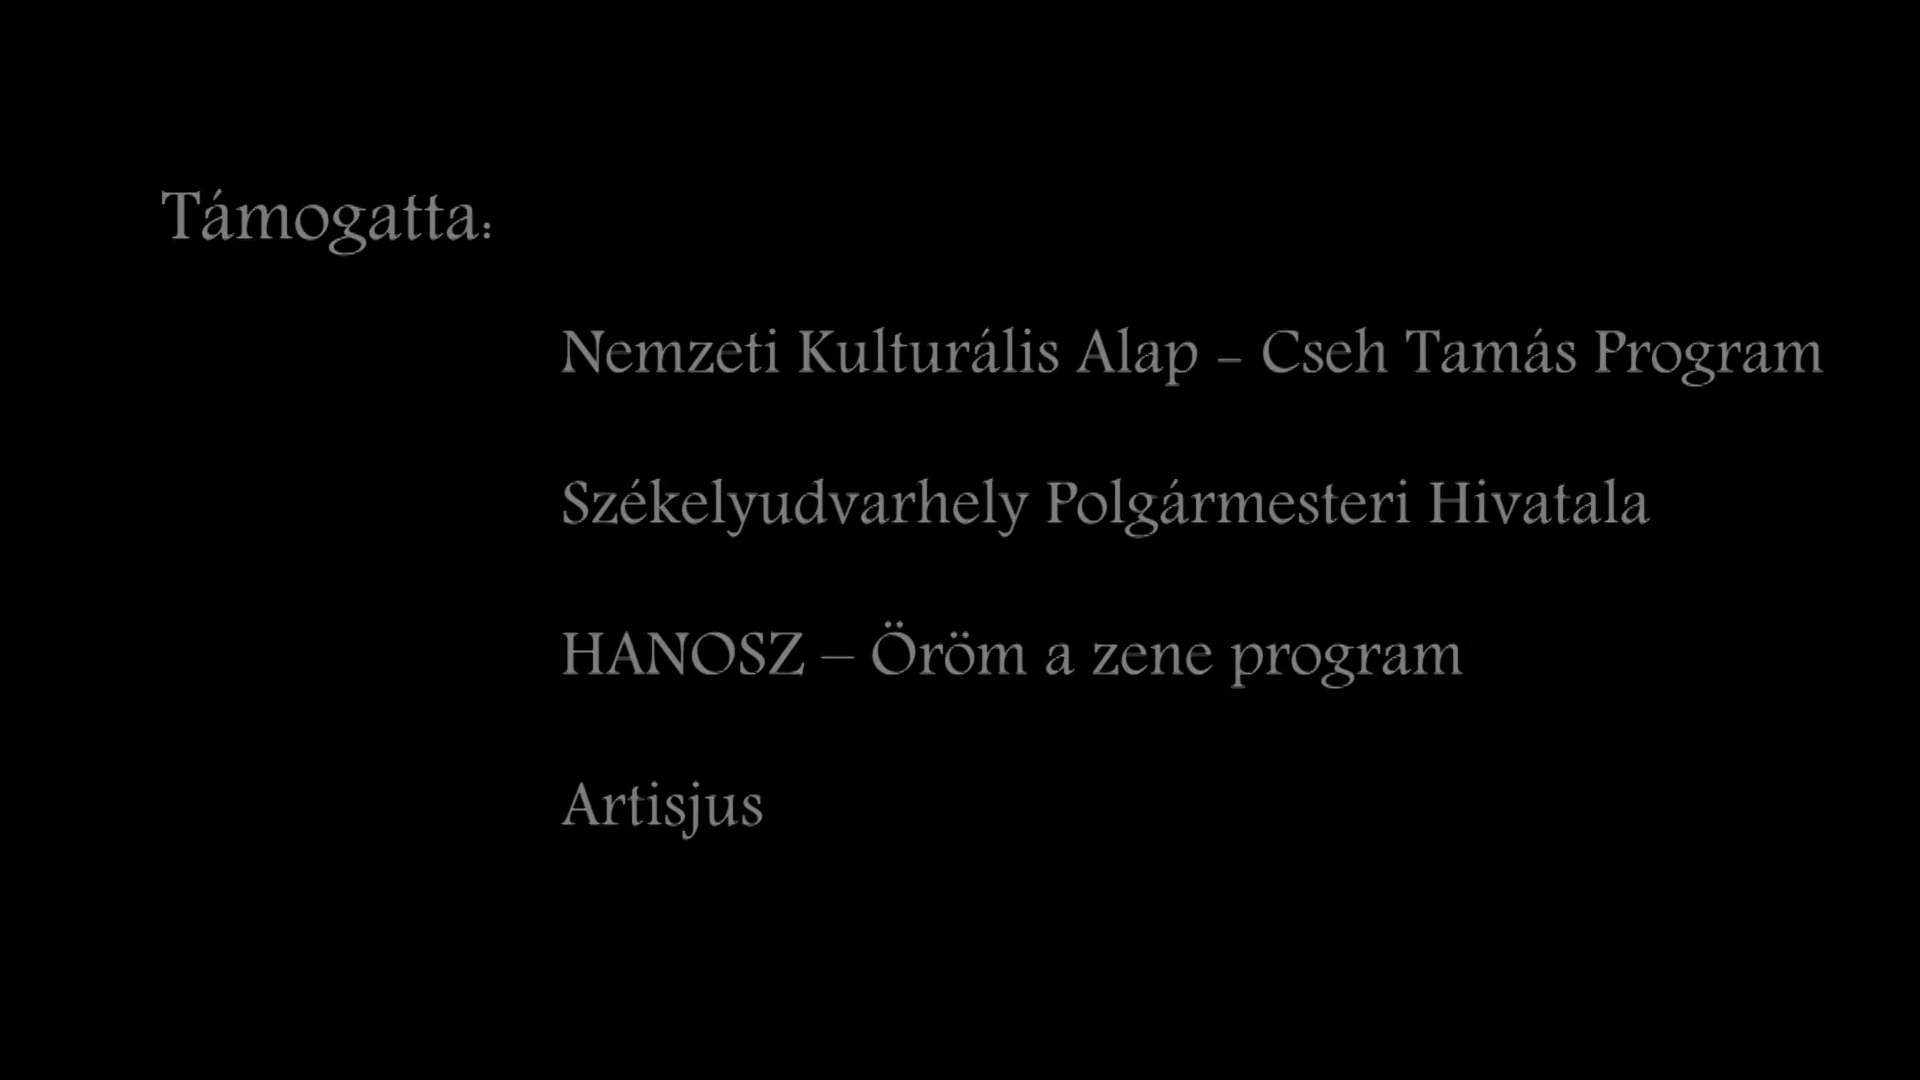 Támogatta:
Nemzeti Kulturális Alap - Cseh Tamás Program
Székelyudvarhely Polgármesteri Hivatala
HANOSZ – Öröm a zene program
Artisjus